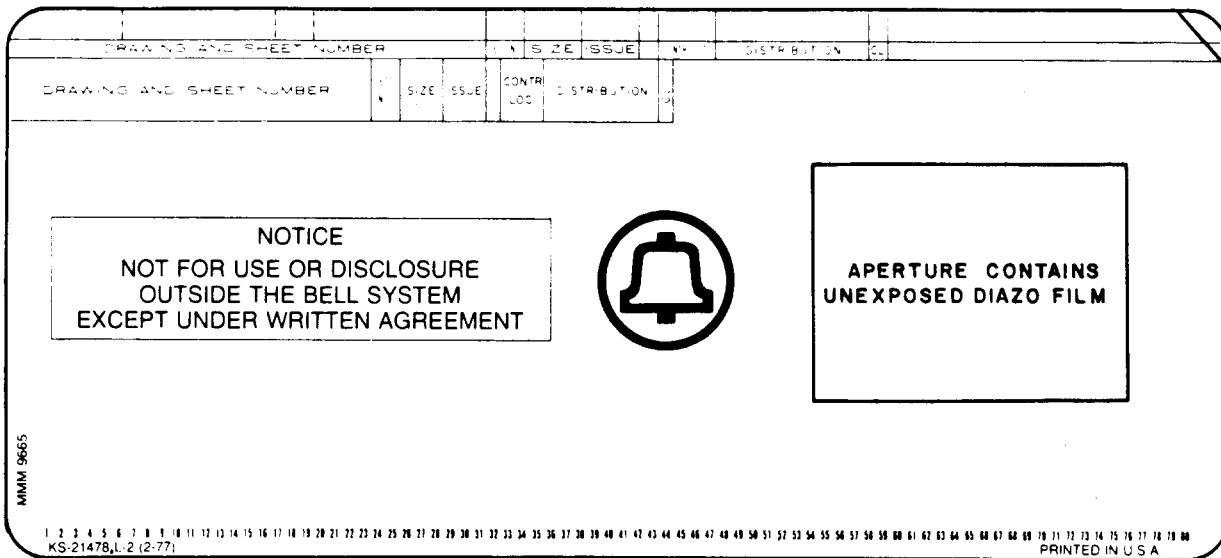 DRAWING AND SHEET NUMBER SIZE ISSUE DISTRIBUTION
DRAWING AND SHEET NUMBER SIZE ISSUE CONTR LOC DISTRIBUTION
NOTICE
NOT FOR USE OR DISCLOSURE
OUTSIDE THE BELL SYSTEM
EXCEPT UNDER WRITTEN AGREEMENT
APERTURE CONTAINS
UNEXPOSED DIAZO FILM
MMM 9665
1 2 3 4 5 6 7 8 9 10 11 12 13 14 15 16 17 18 19 20 21 22 23 24 25 26 27 28 29 30 31 32 33 34 35 36 37 38 39 40 41 42 43 44 45 46 47 48 49 50 51 52 53 54 55 56 57 58 59 60 61 62 63 64 65 66 67 68 69 70 71 72 73 74 75 76 77 78 79 80
KS-21478,L-2 (2-77) PRINTED IN U S A